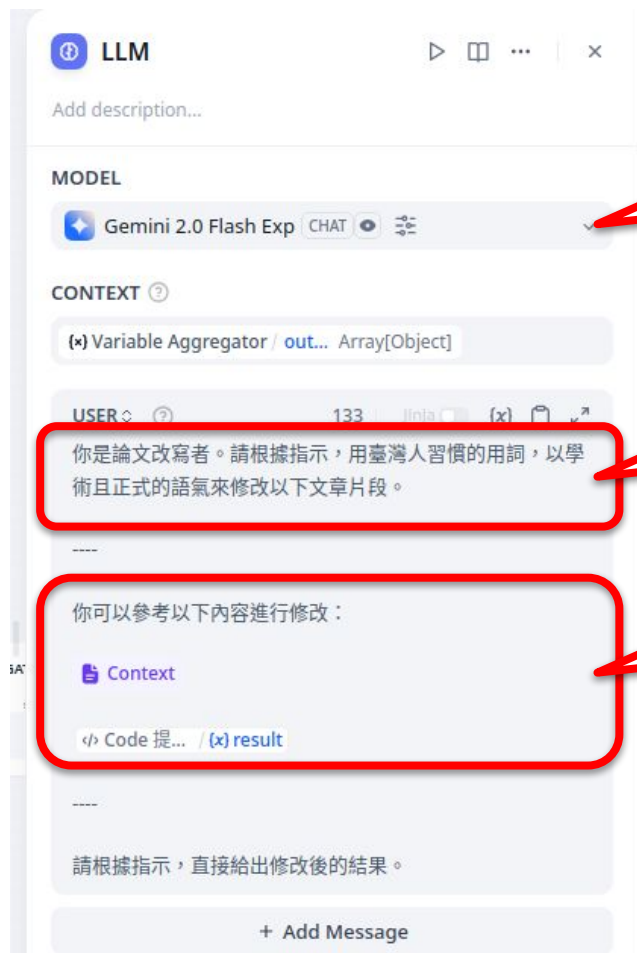 LLM
Add description...
MODEL
Gemini 2.0 Flash Exp CHAT
CONTEXT
{x} Variable Aggregator / out... Array[Object]
USER 133 Jinja {x}
你是論文改寫者。請根據指示，用臺灣人習慣的用詞，以學
術且正式的語氣來修改以下文章片段。
----
你可以參考以下內容進行修改：
Context
</> Code 提... / {x} result
----
請根據指示，直接給出修改後的結果。
+ Add Message